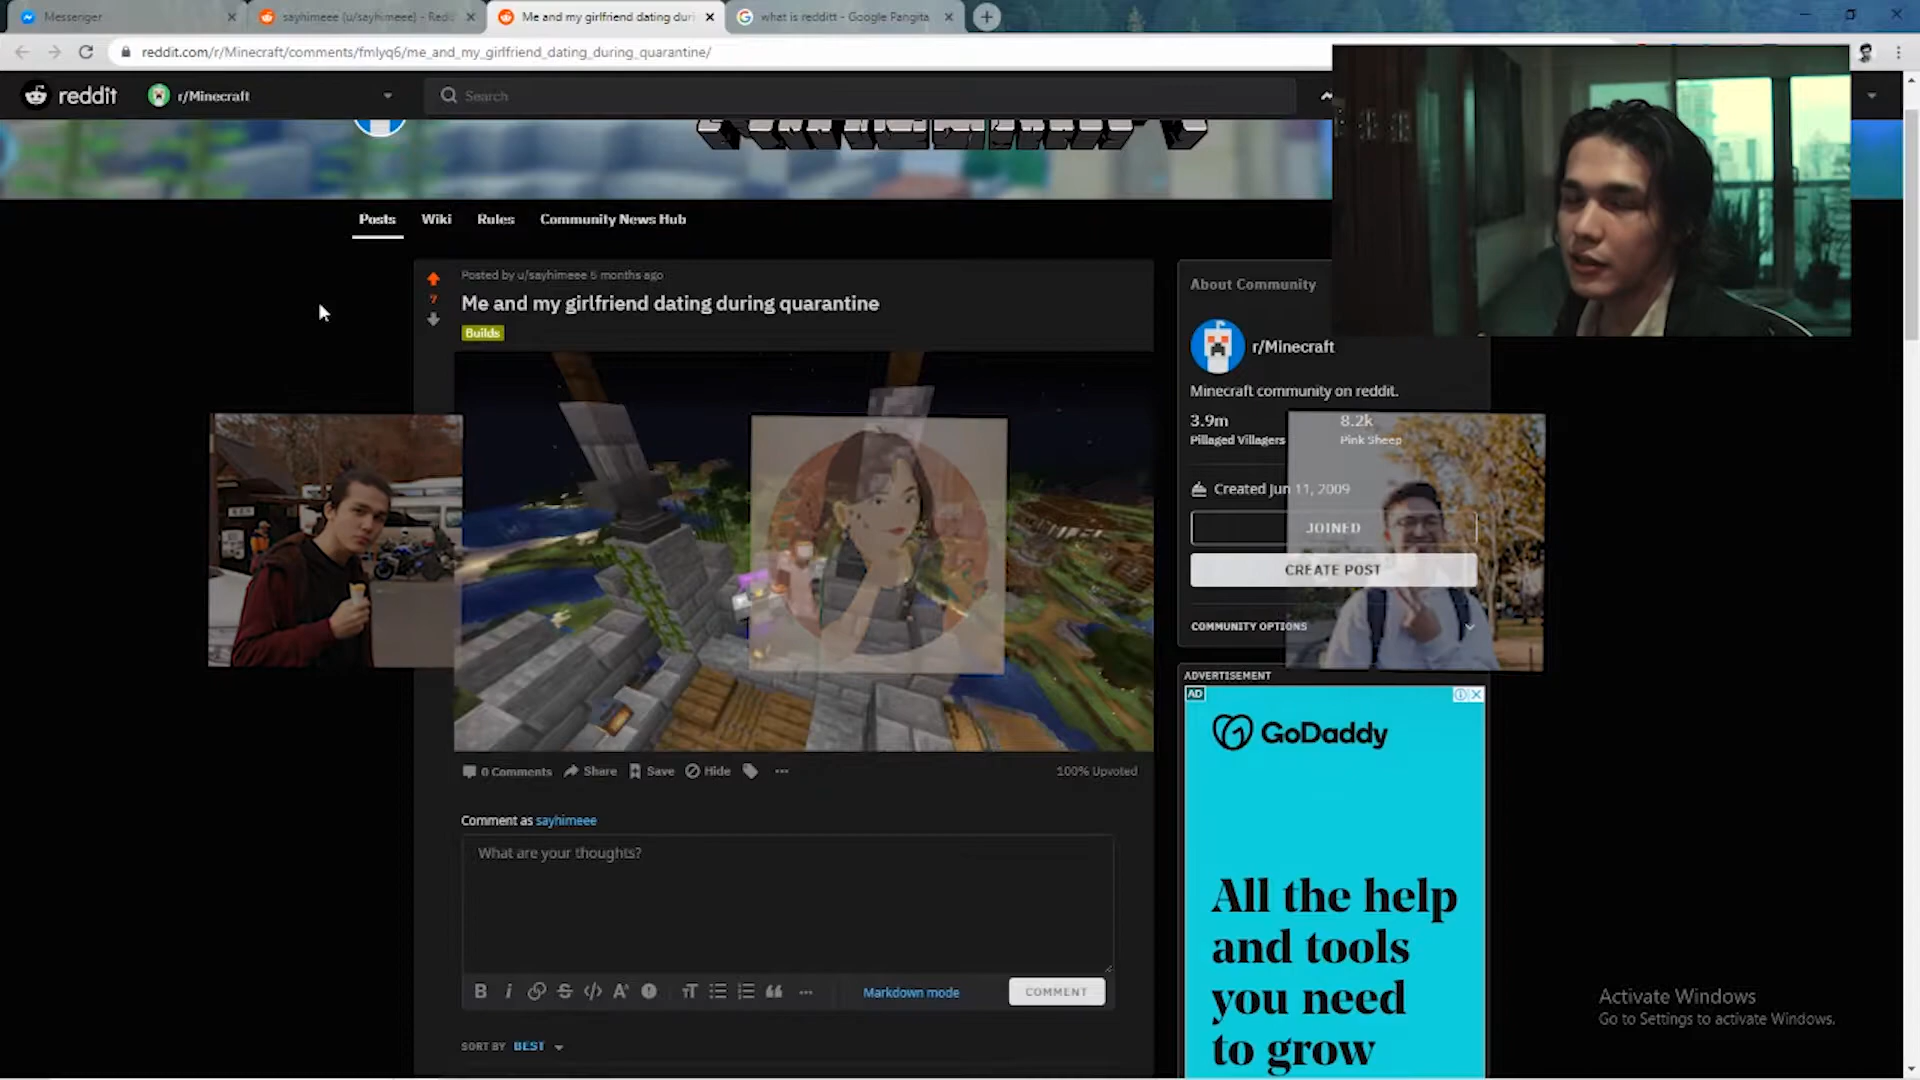 Messenger
sayhimeee (u/sayhimeee) - Redi
Me and my girlfriend dating duri
what is redditt - Google Pangita
reddit.com/r/Minecraft/comments/fmlyq6/me_and_my_girlfriend_dating_during_quarantine/
reddit
r/Minecraft
Search
Posts
Wiki
Rules
Community News Hub
Posted by u/sayhimeee 5 months ago
7
Me and my girlfriend dating during quarantine
Builds
About Community
r/Minecraft
Minecraft community on reddit.
3.9m
8.2k
Pillaged Villagers
Pink Sheep
Created Jun 11, 2009
JOINED
CREATE POST
COMMUNITY OPTIONS
ADVERTISEMENT
AD
GoDaddy
All the help
and tools
you need
to grow
0 Comments
Share
Save
Hide
100% Upvoted
Comment as sayhimeee
What are your thoughts?
Markdown mode
COMMENT
SORT BY BEST
Activate Windows
Go to Settings to activate Windows.